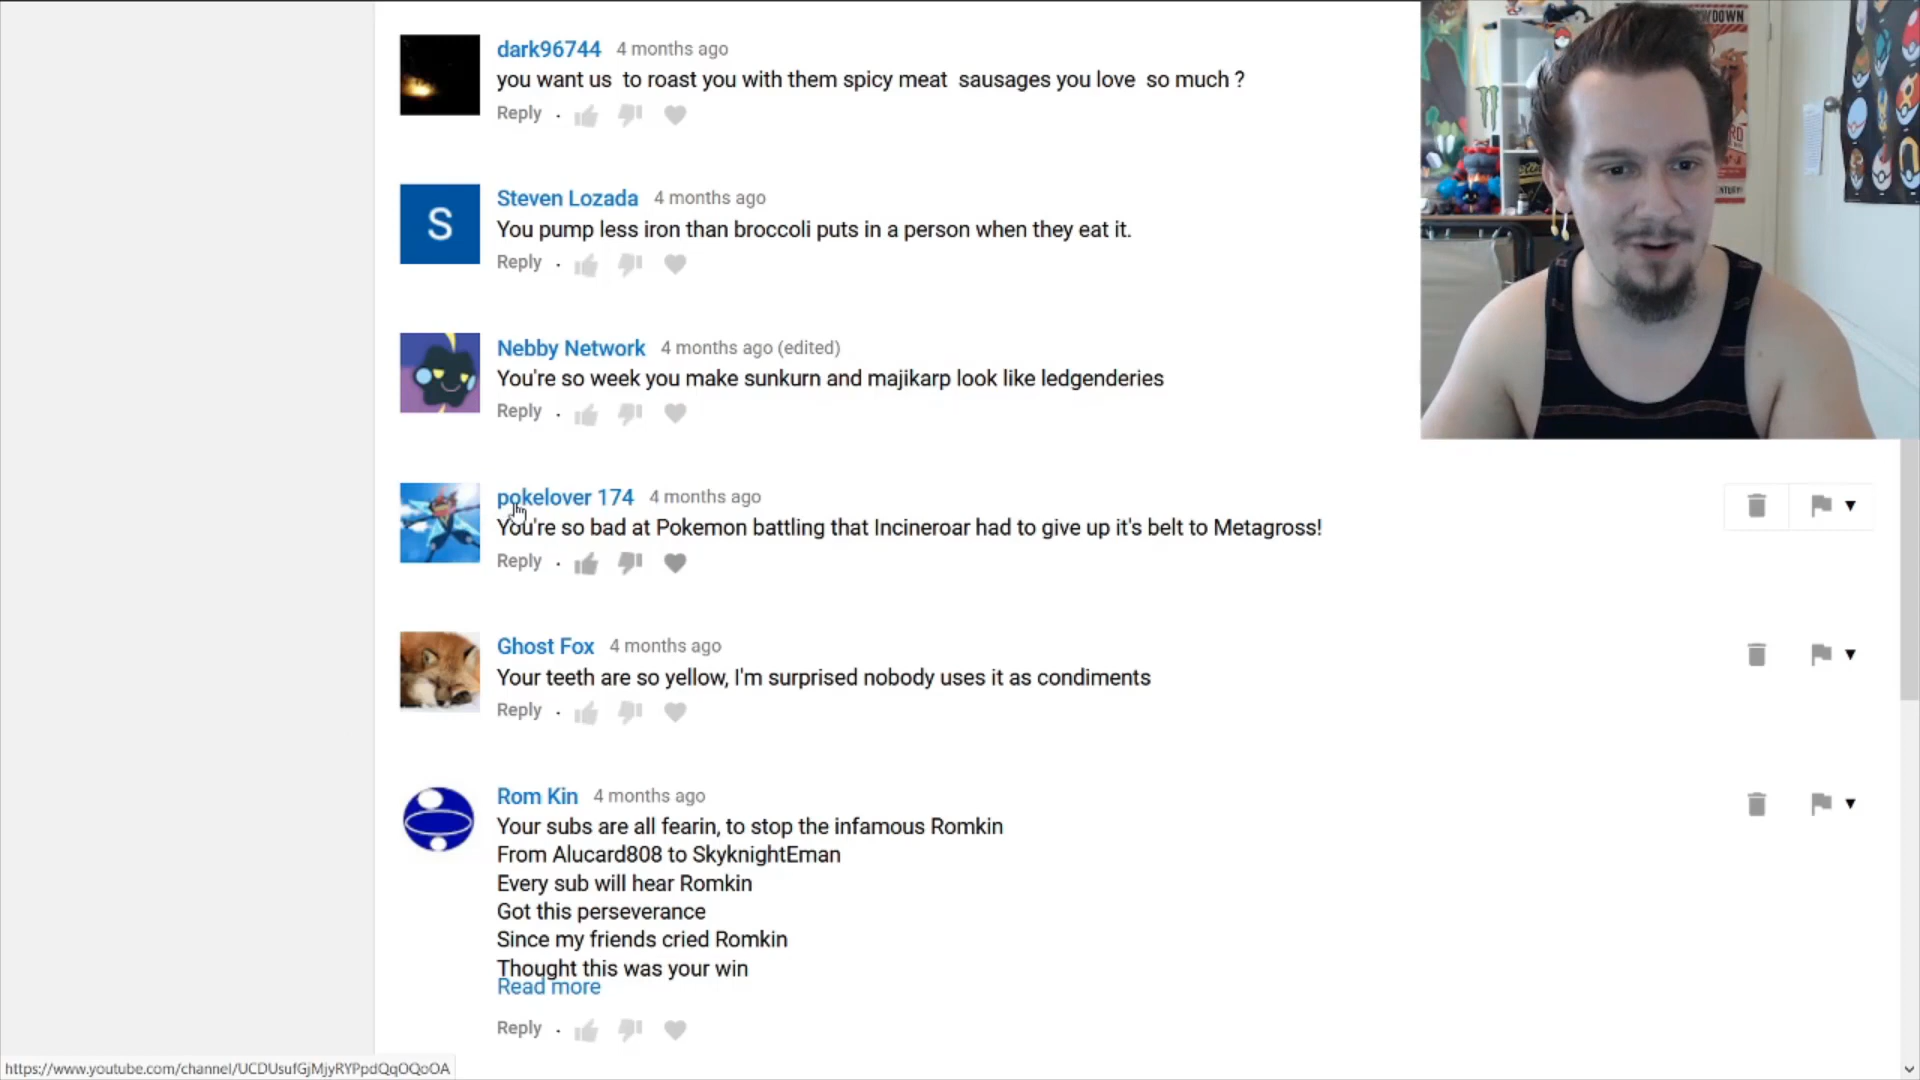 dark96744 4 months ago
you want us to roast you with them spicy meat sausages you love so much ?
Reply .
S
Steven Lozada 4 months ago
You pump less iron than broccoli puts in a person when they eat it.
Reply .
Nebby Network 4 months ago (edited)
You're so week you make sunkurn and majikarp look like ledgenderies
Reply .
pokelover 174 4 months ago
You're so bad at Pokemon battling that Incineroar had to give up it's belt to Metagross!
Reply .
Ghost Fox 4 months ago
Your teeth are so yellow, I'm surprised nobody uses it as condiments
Reply .
Rom Kin 4 months ago
Your subs are all fearin, to stop the infamous Romkin
From Alucard808 to SkyknightEman
Every sub will hear Romkin
Got this perseverance
Since my friends cried Romkin
Thought this was your win
Read more
Reply .
https://www.youtube.com/channel/UCDUsufGjMjyRYPpdQqOQoOA